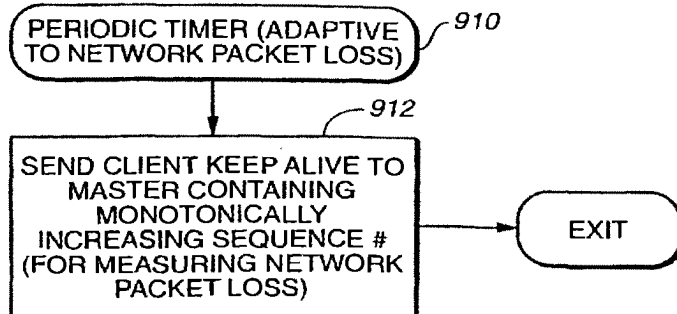 PERIODIC TIMER (ADAPTIVE
TO NETWORK PACKET LOSS)
910
912
SEND CLIENT KEEP ALIVE TO
MASTER CONTAINING
MONOTONICALLY
INCREASING SEQUENCE #
(FOR MEASURING NETWORK
PACKET LOSS)
EXIT